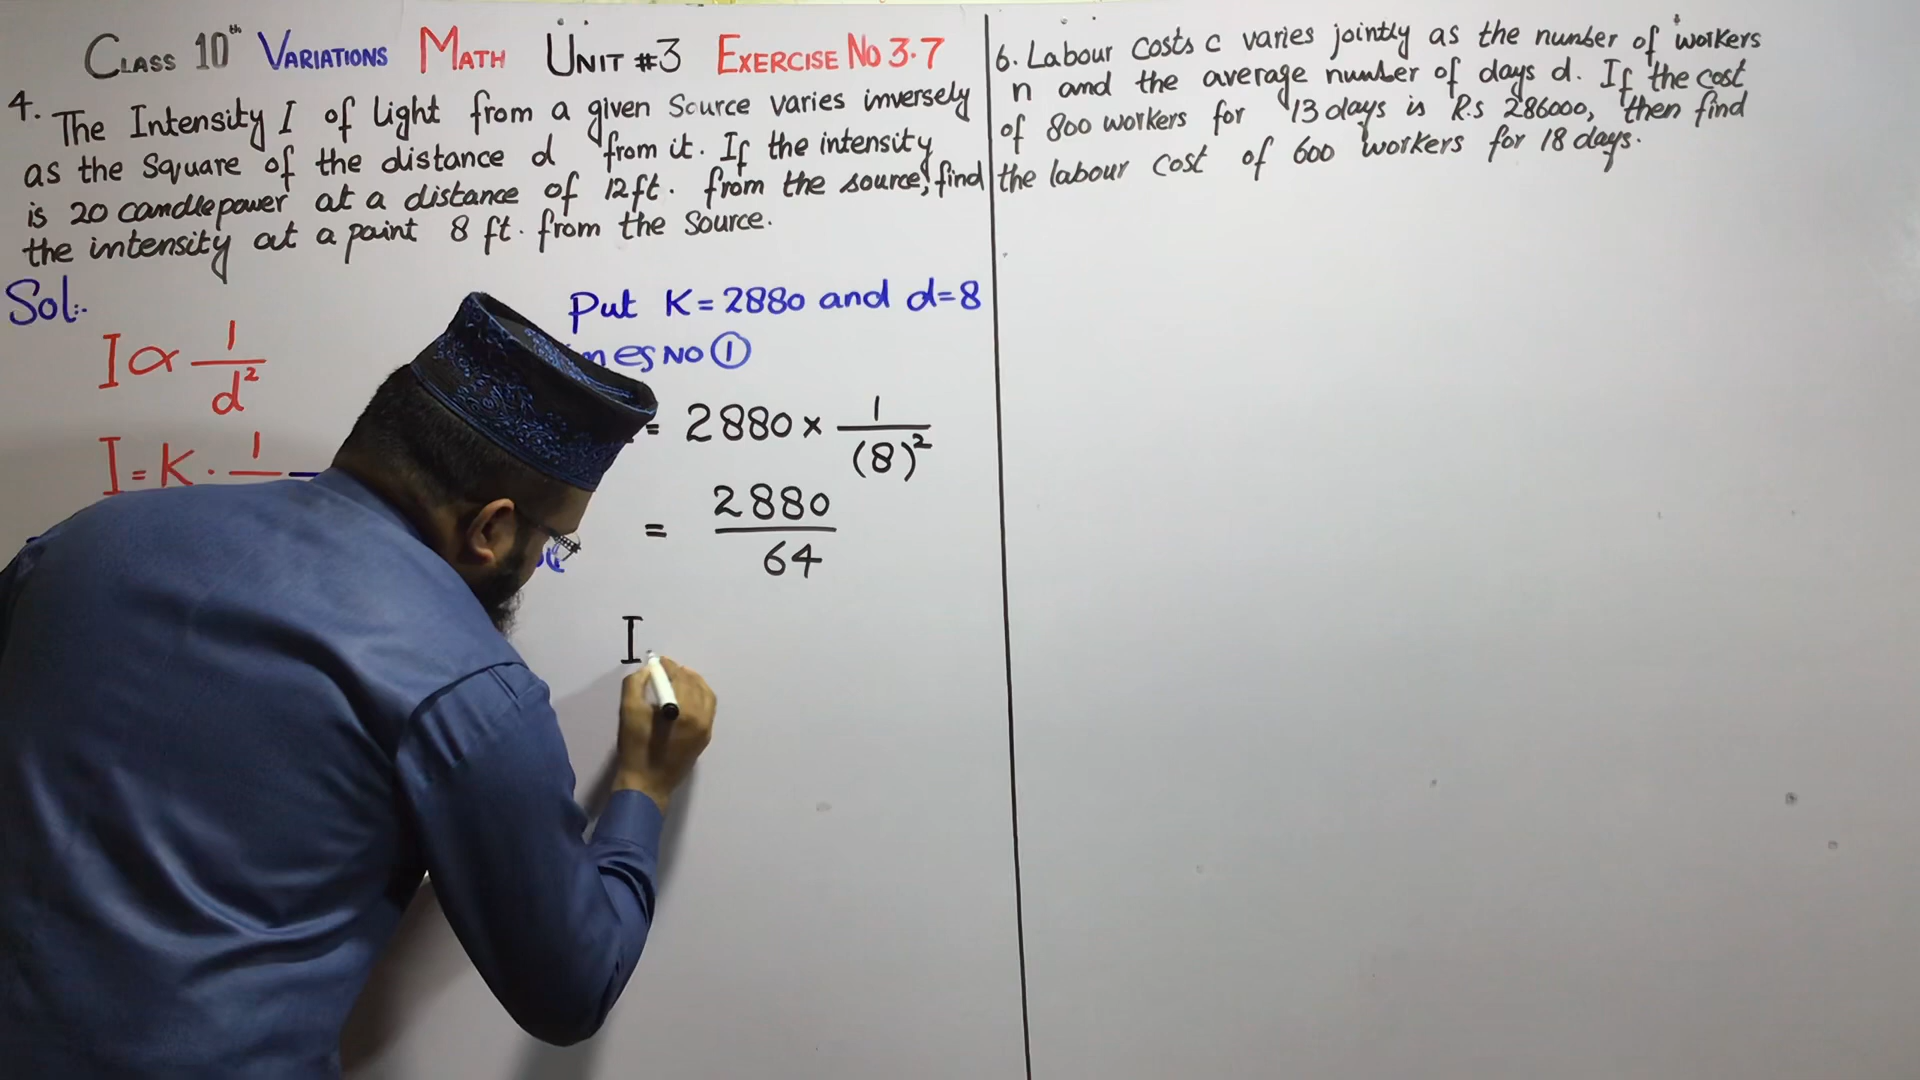 CLASS 10th VARIATIONS MATH UNIT #3 EXERCISE No 3.7
4. The Intensity I of Light from a given Source varies inversely
as the Square of the distance d from it. If the intensity
is 20 candlepower at a distance of 12ft. from the source, find
the intensity at a point 8 ft. from the Source.
Sol:.
I ∝ 1/d²
I = K . 1
Put K = 2880 and d=8
NO ①
= 2880 × 1/(8)²
= 2880/64
I
6. Labour Costs c varies jointly as the number of workers
n and the average number of days d. If the cost
of 800 workers for 13 days is R.s 286000, then find
the labour cost of 600 workers for 18 days.